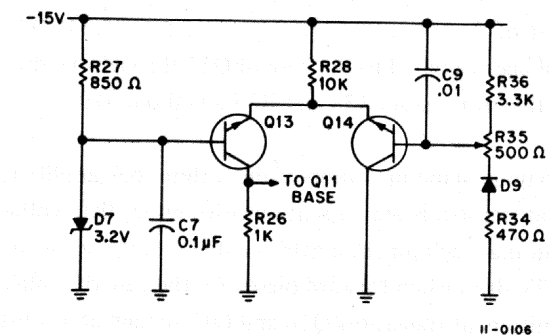 -15V
R27
850 Ω
R28
10K
C9
.01
R36
3.3K
Q13
Q14
R35
500 Ω
TO Q11
BASE
D9
D7
3.2V
C7
0.1µF
R26
1K
R34
470 Ω
11-0106